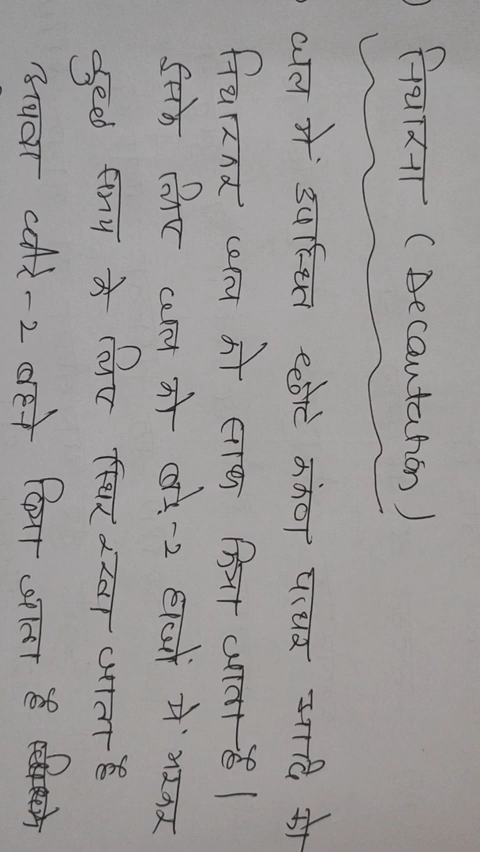 निथारना (Decantation)
जल में उपस्थित छोटे कंकण पत्थर आदि को
निथारकर जल को साफ किया जाता है।
इसके लिए जल को बड़े-2 हौजों में भरकर
कुछ समय के लिए स्थिर रखा जाता है
अथवा धीरे-2 बहने दिया जाता है